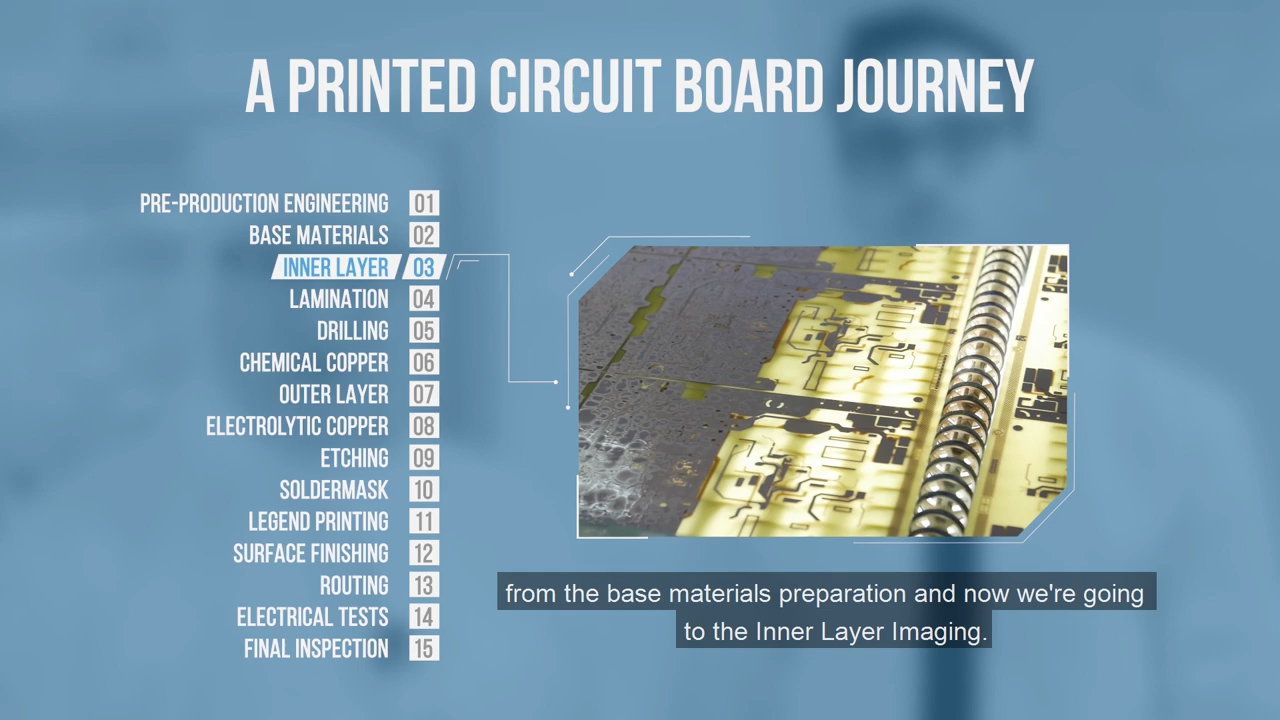 A PRINTED CIRCUIT BOARD JOURNEY
PRE-PRODUCTION ENGINEERING 01
BASE MATERIALS 02
INNER LAYER 03
LAMINATION 04
DRILLING 05
CHEMICAL COPPER 06
OUTER LAYER 07
ELECTROLYTIC COPPER 08
ETCHING 09
SOLDERMASK 10
LEGEND PRINTING 11
SURFACE FINISHING 12
ROUTING 13
ELECTRICAL TESTS 14
FINAL INSPECTION 15
from the base materials preparation and now we're going
to the Inner Layer Imaging.